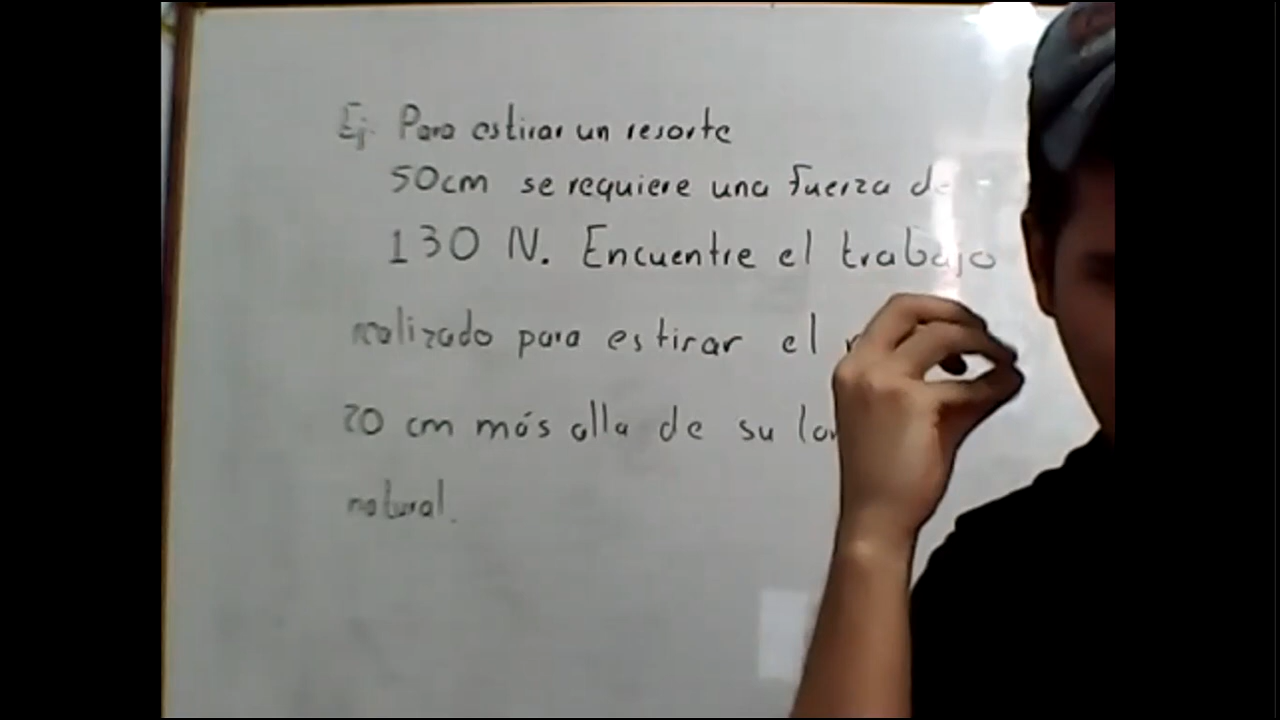 Ej. Para estirar un resorte
50cm se requiere una fuerza de
130 N. Encuentre el trabajo
realizado para estirar el
20 cm más alla de su
natural.